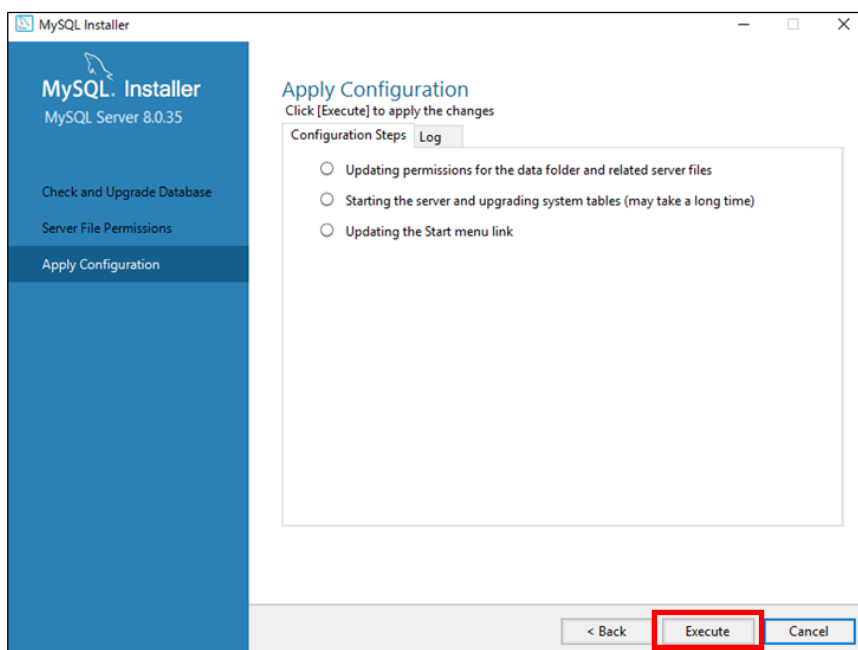 MySQL Installer
MySQL. Installer
MySQL Server 8.0.35
Check and Upgrade Database
Server File Permissions
Apply Configuration
Apply Configuration
Click [Execute] to apply the changes
Configuration Steps Log
Updating permissions for the data folder and related server files
Starting the server and upgrading system tables (may take a long time)
Updating the Start menu link
< Back Execute Cancel